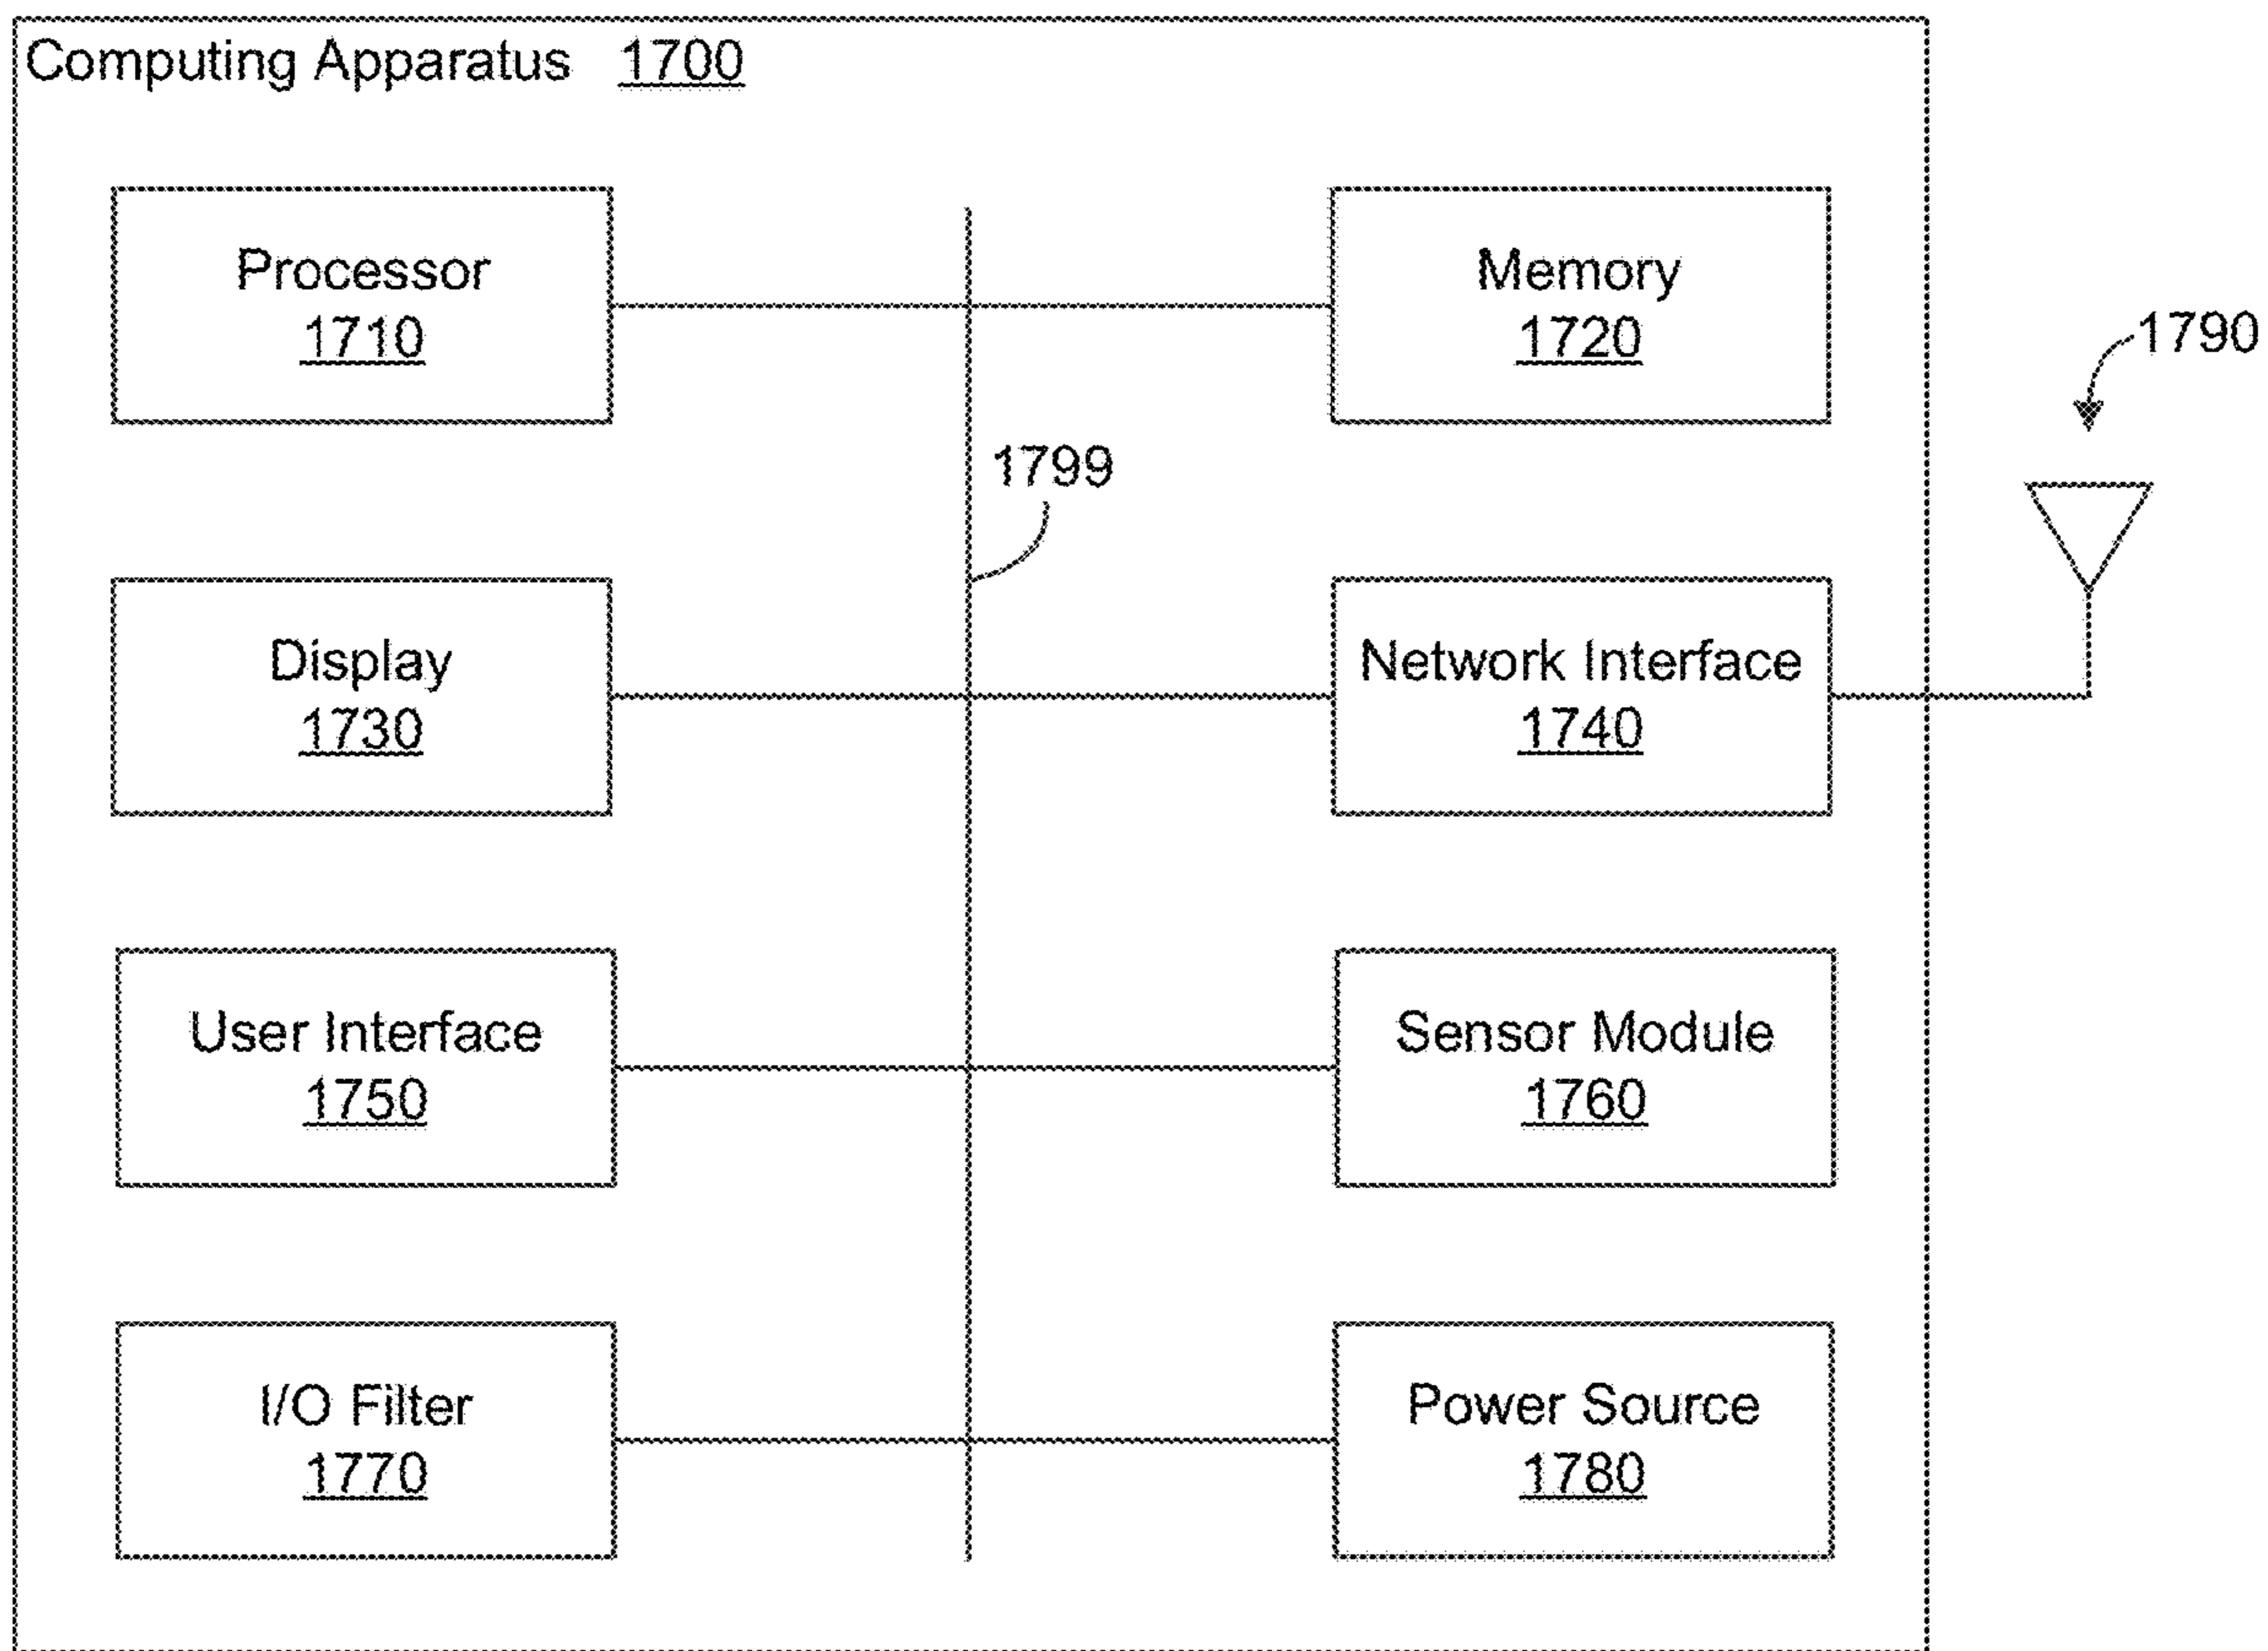 Computing Apparatus 1700
Processor
1710
Memory
1720
1790
1799
Display
1730
Network Interface
1740
User Interface
1750
Sensor Module
1760
I/O Filter
1770
Power Source
1780